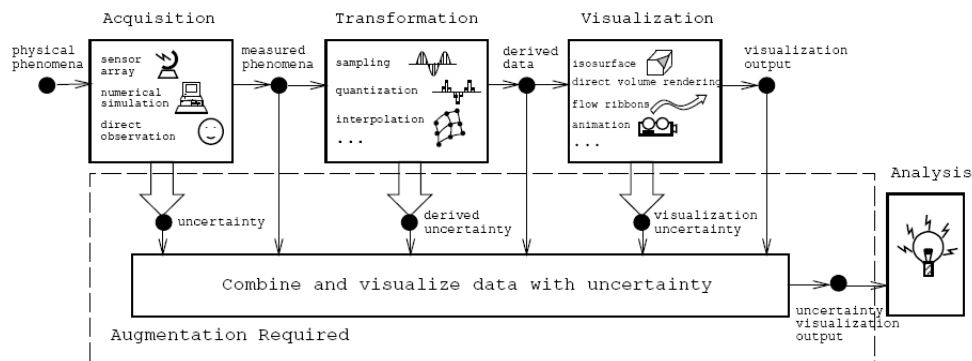 Acquisition
Transformation
Visualization
physical
phenomena
sensor
array
numerical
simulation
direct
observation
measured
phenomena
sampling
quantization
interpolation
...
derived
data
isosurface
direct volume rendering
flow ribbons
animation
...
visualization
output
Analysis
uncertainty
derived
uncertainty
visualization
uncertainty
Combine and visualize data with uncertainty
uncertainty
visualization
output
Augmentation Required